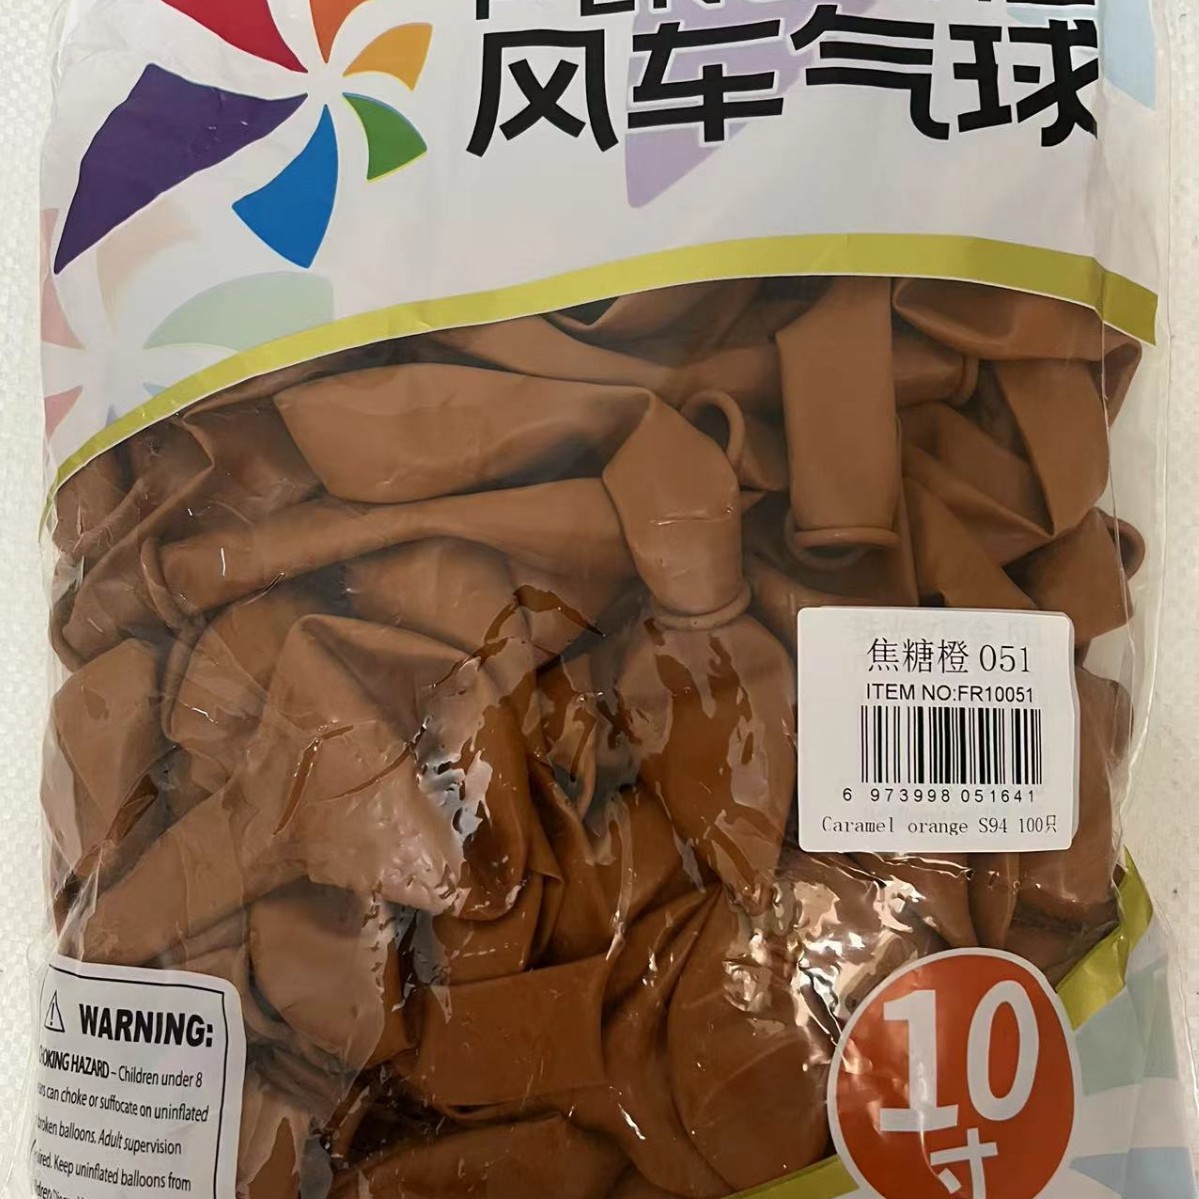 风车气球
焦糖橙 051
ITEM NO:FR10051
6 973998 051641
Caramel orange S94 100只
WARNING:
HAZARD – Children under 8
can choke or suffocate on uninflated
balloons. Adult supervision
Keep uninflated balloons from
10
寸